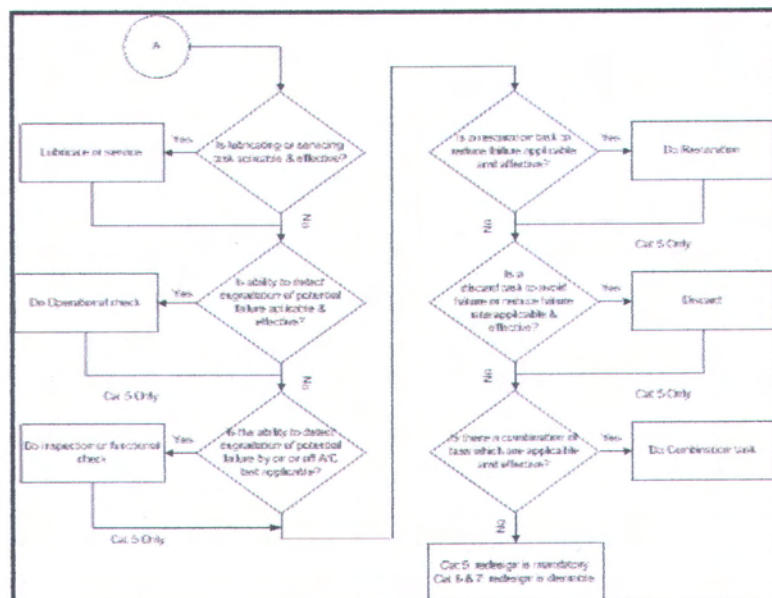 A
Is lubricating or servicing
task aplicable & effective?
Yes
Lubricate or service
No
Is ability to detect
degradation of potential
failure aplicable &
effective?
Yes
Do Operational check
No
Cat 5 Only
Is the ability to detect
degradation of potential
failure by on or off A/C
test applicable?
Yes
Do inspection or functional
check
Cat 5 Only
Is a restoration task to
reduce failure applicable
and effective?
Yes
Do Restoration
No
Cat 5 Only
Is a
discard task to avoid
failure or reduce failure
rate applicable &
effective?
Yes
Discard
No
Cat 5 Only
Is there a combination of
task which are applicable
and effective?
Yes
Do Combination task
No
Cat 5 redesign is mandatory
Cat 6 & 7 redesign is desirable